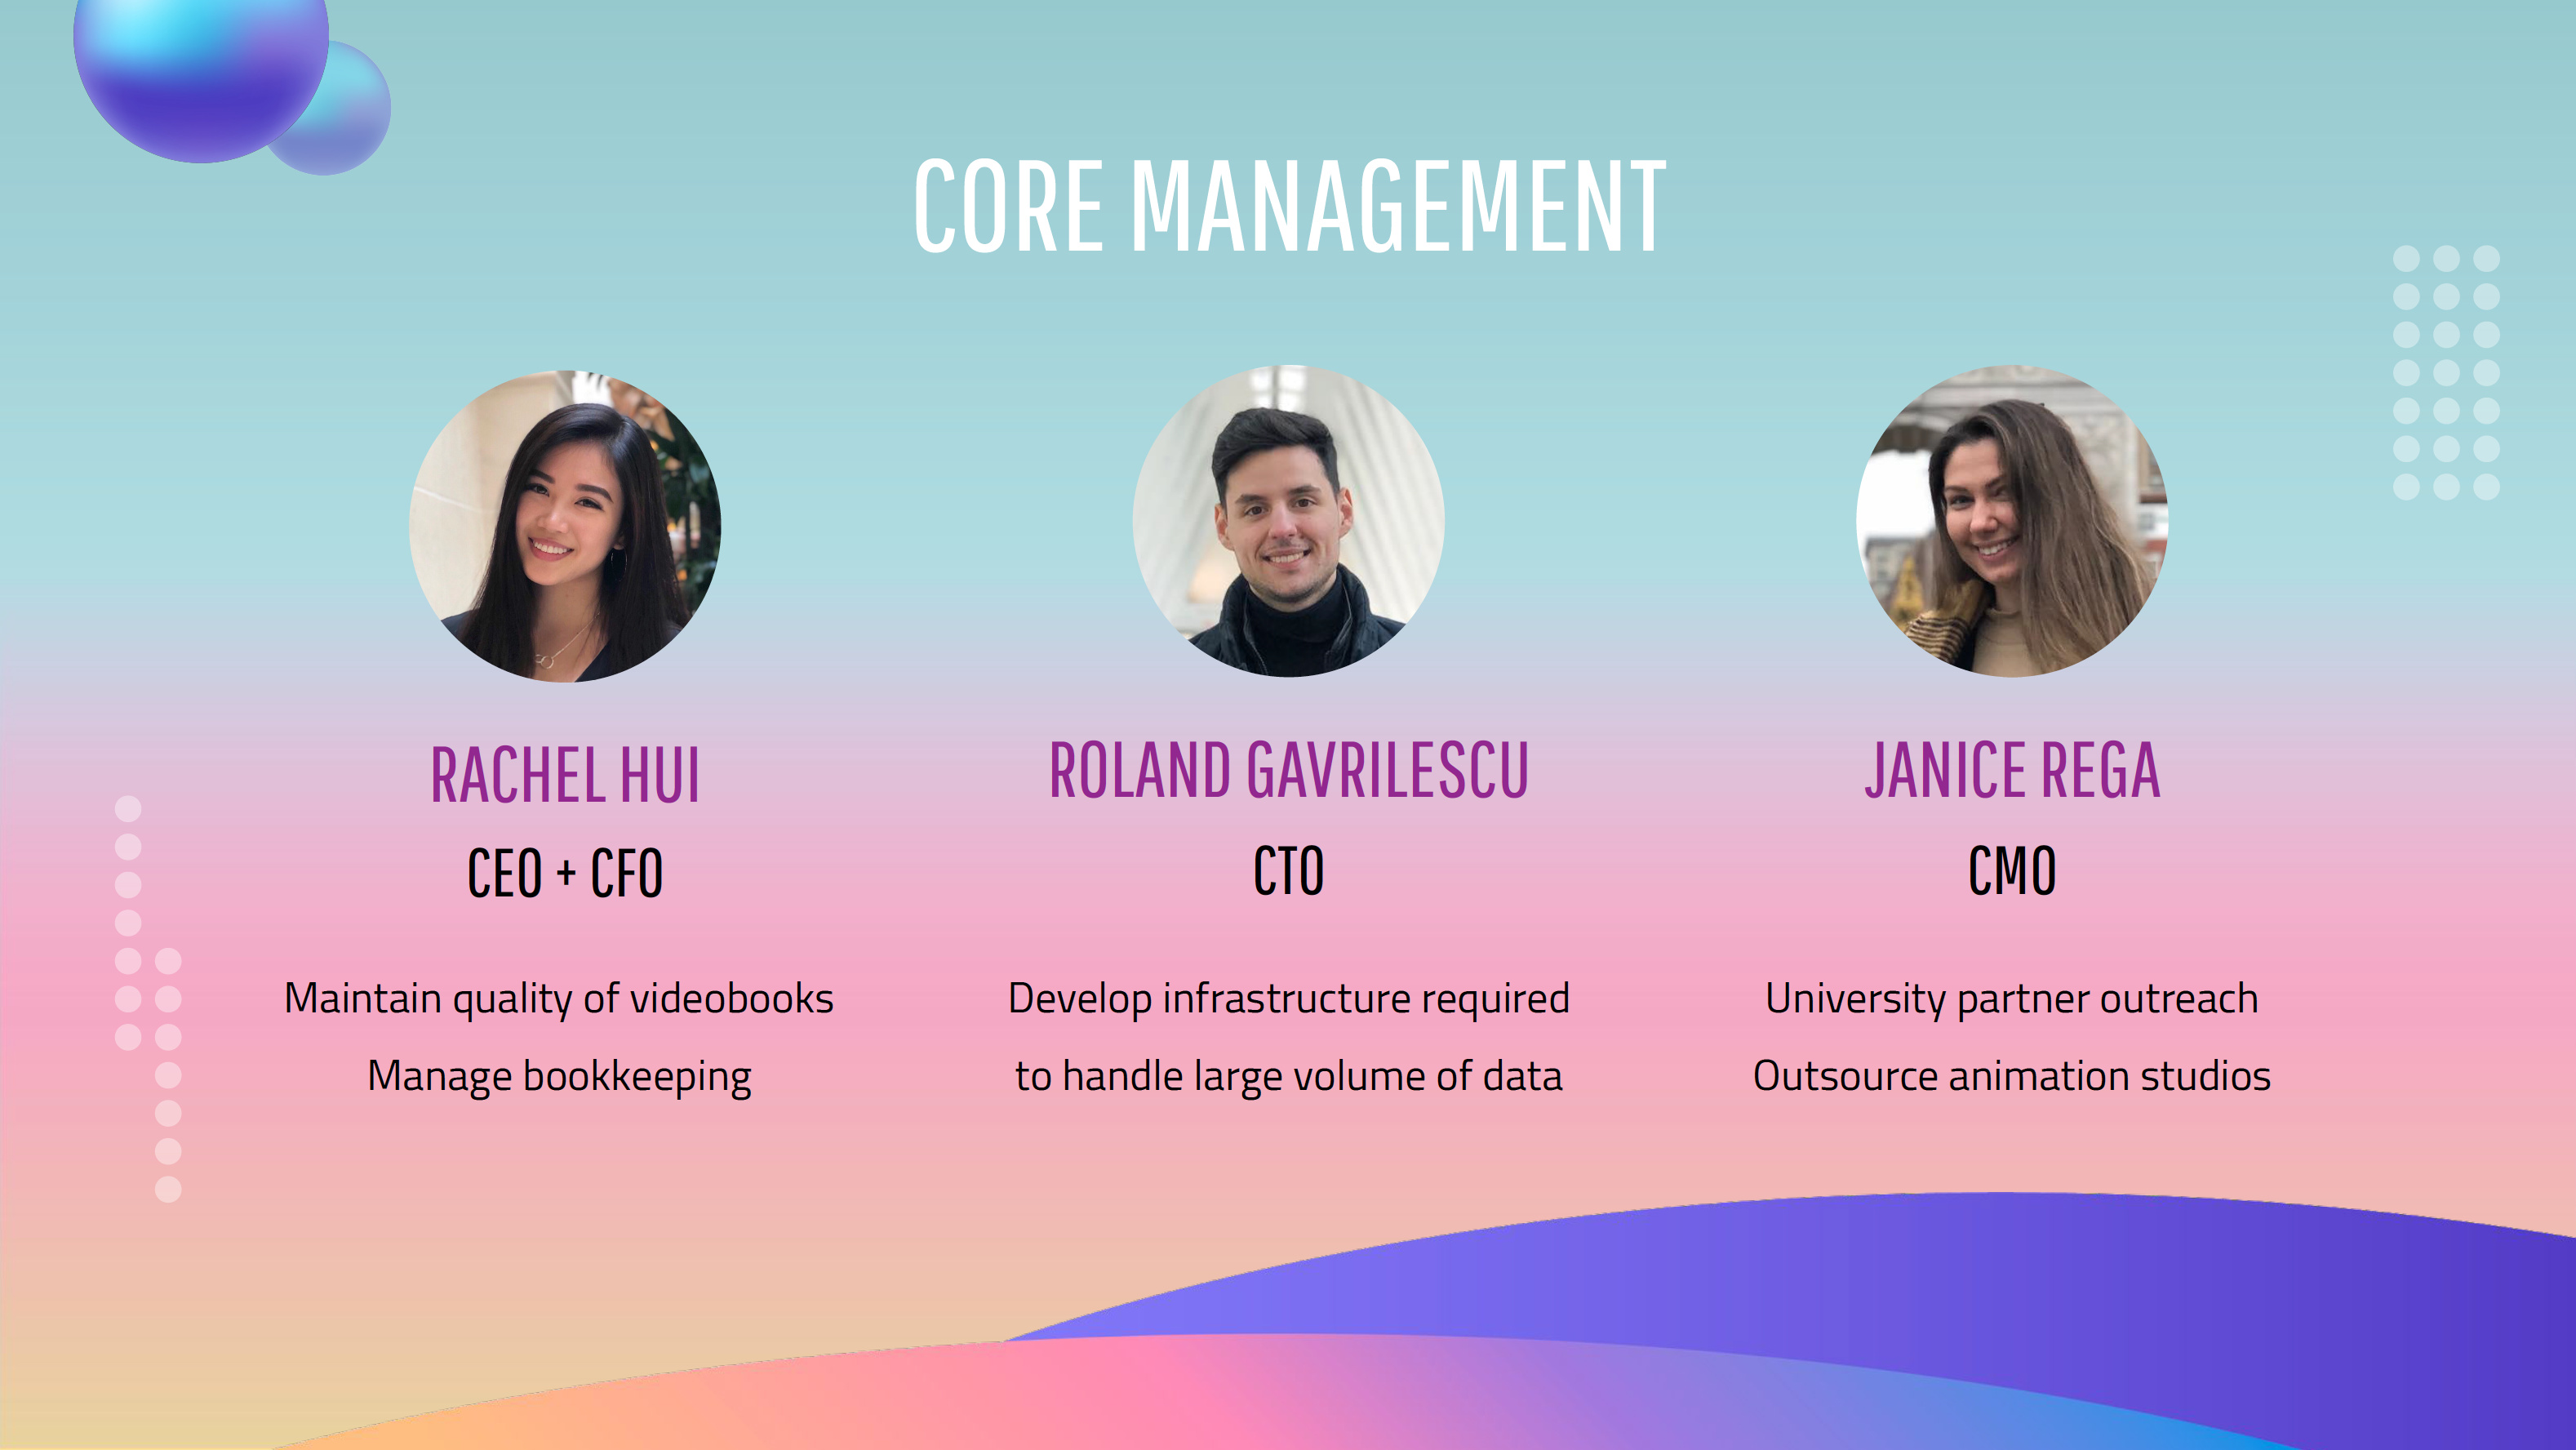 CORE MANAGEMENT
RACHEL HUI
CEO + CFO
Maintain quality of videobooks
Manage bookkeeping
ROLAND GAVRILESCU
CTO
Develop infrastructure required
to handle large volume of data
JANICE REGA
CMO
University partner outreach
Outsource animation studios